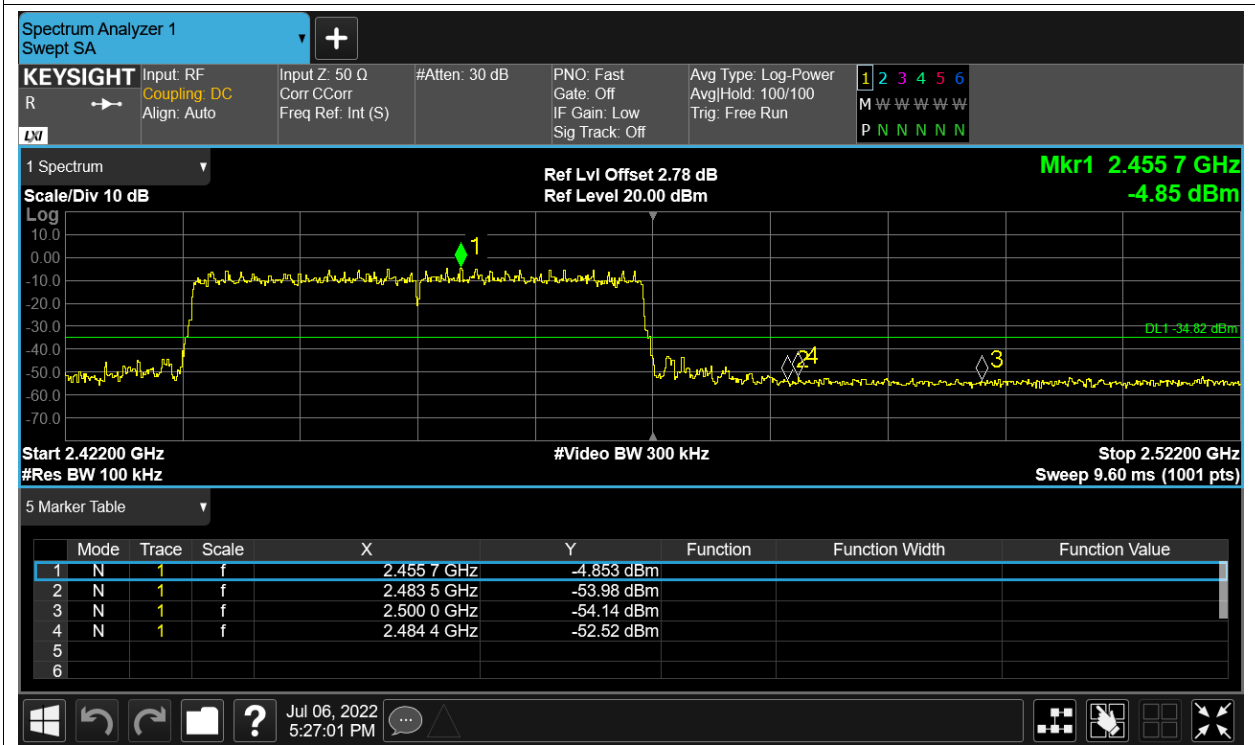 Spectrum Analyzer 1
Swept SA
KEYSIGHT Input: RF Input Z: 50 Ω #Atten: 30 dB PNO: Fast Avg Type: Log-Power 1 2 3 4 5 6
R Coupling: DC Corr CCorr Gate: Off Avg|Hold: 100/100 M W W W W W
Align: Auto Freq Ref: Int (S) IF Gain: Low Trig: Free Run
LXI Sig Track: Off P N N N N N
1 Spectrum Ref Lvl Offset 2.78 dB Mkr1 2.455 7 GHz
Scale/Div 10 dB Ref Level 20.00 dBm -4.85 dBm
Log
10.0
0.00
-10.0
-20.0
-30.0
-40.0
-50.0
-60.0
-70.0
1
DL1 -34.82 dBm
2 4 3
Start 2.42200 GHz #Video BW 300 kHz Stop 2.52200 GHz
#Res BW 100 kHz Sweep 9.60 ms (1001 pts)
5 Marker Table
Mode Trace Scale X Y Function Function Width Function Value
1 N 1 f 2.455 7 GHz -4.853 dBm
2 N 1 f 2.483 5 GHz -53.98 dBm
3 N 1 f 2.500 0 GHz -54.14 dBm
4 N 1 f 2.484 4 GHz -52.52 dBm
5
6
? Jul 06, 2022
5:27:01 PM